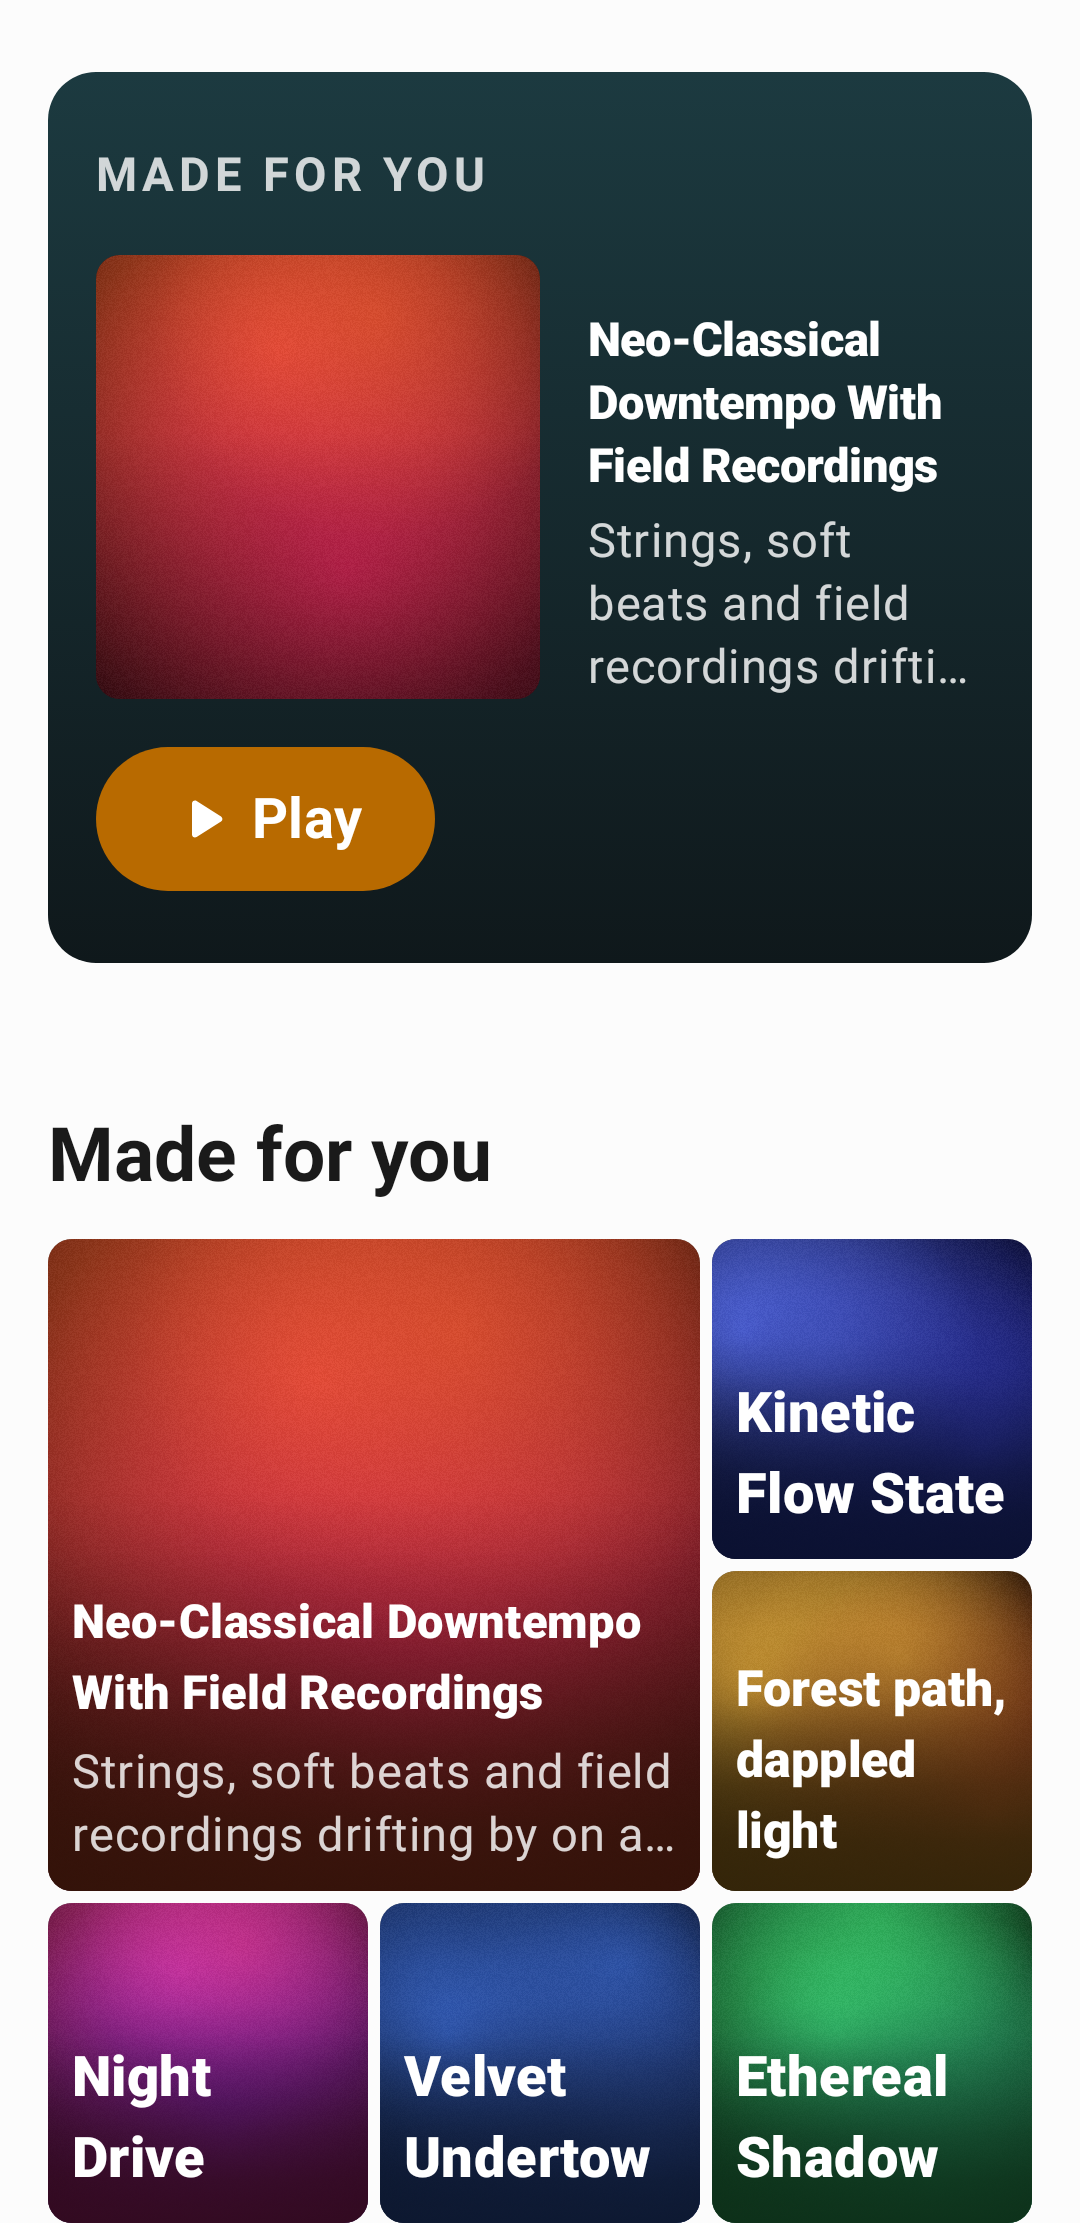 MADE FOR YOU
Neo-Classical
Downtempo With
Field Recordings
Strings, soft
beats and field
recordings drifti…
Play
Made for you
Neo-Classical Downtempo
With Field Recordings
Strings, soft beats and field
recordings drifting by on a…
Kinetic
Flow State
Forest path,
dappled
light
Night
Drive
Velvet
Undertow
Ethereal
Shadow